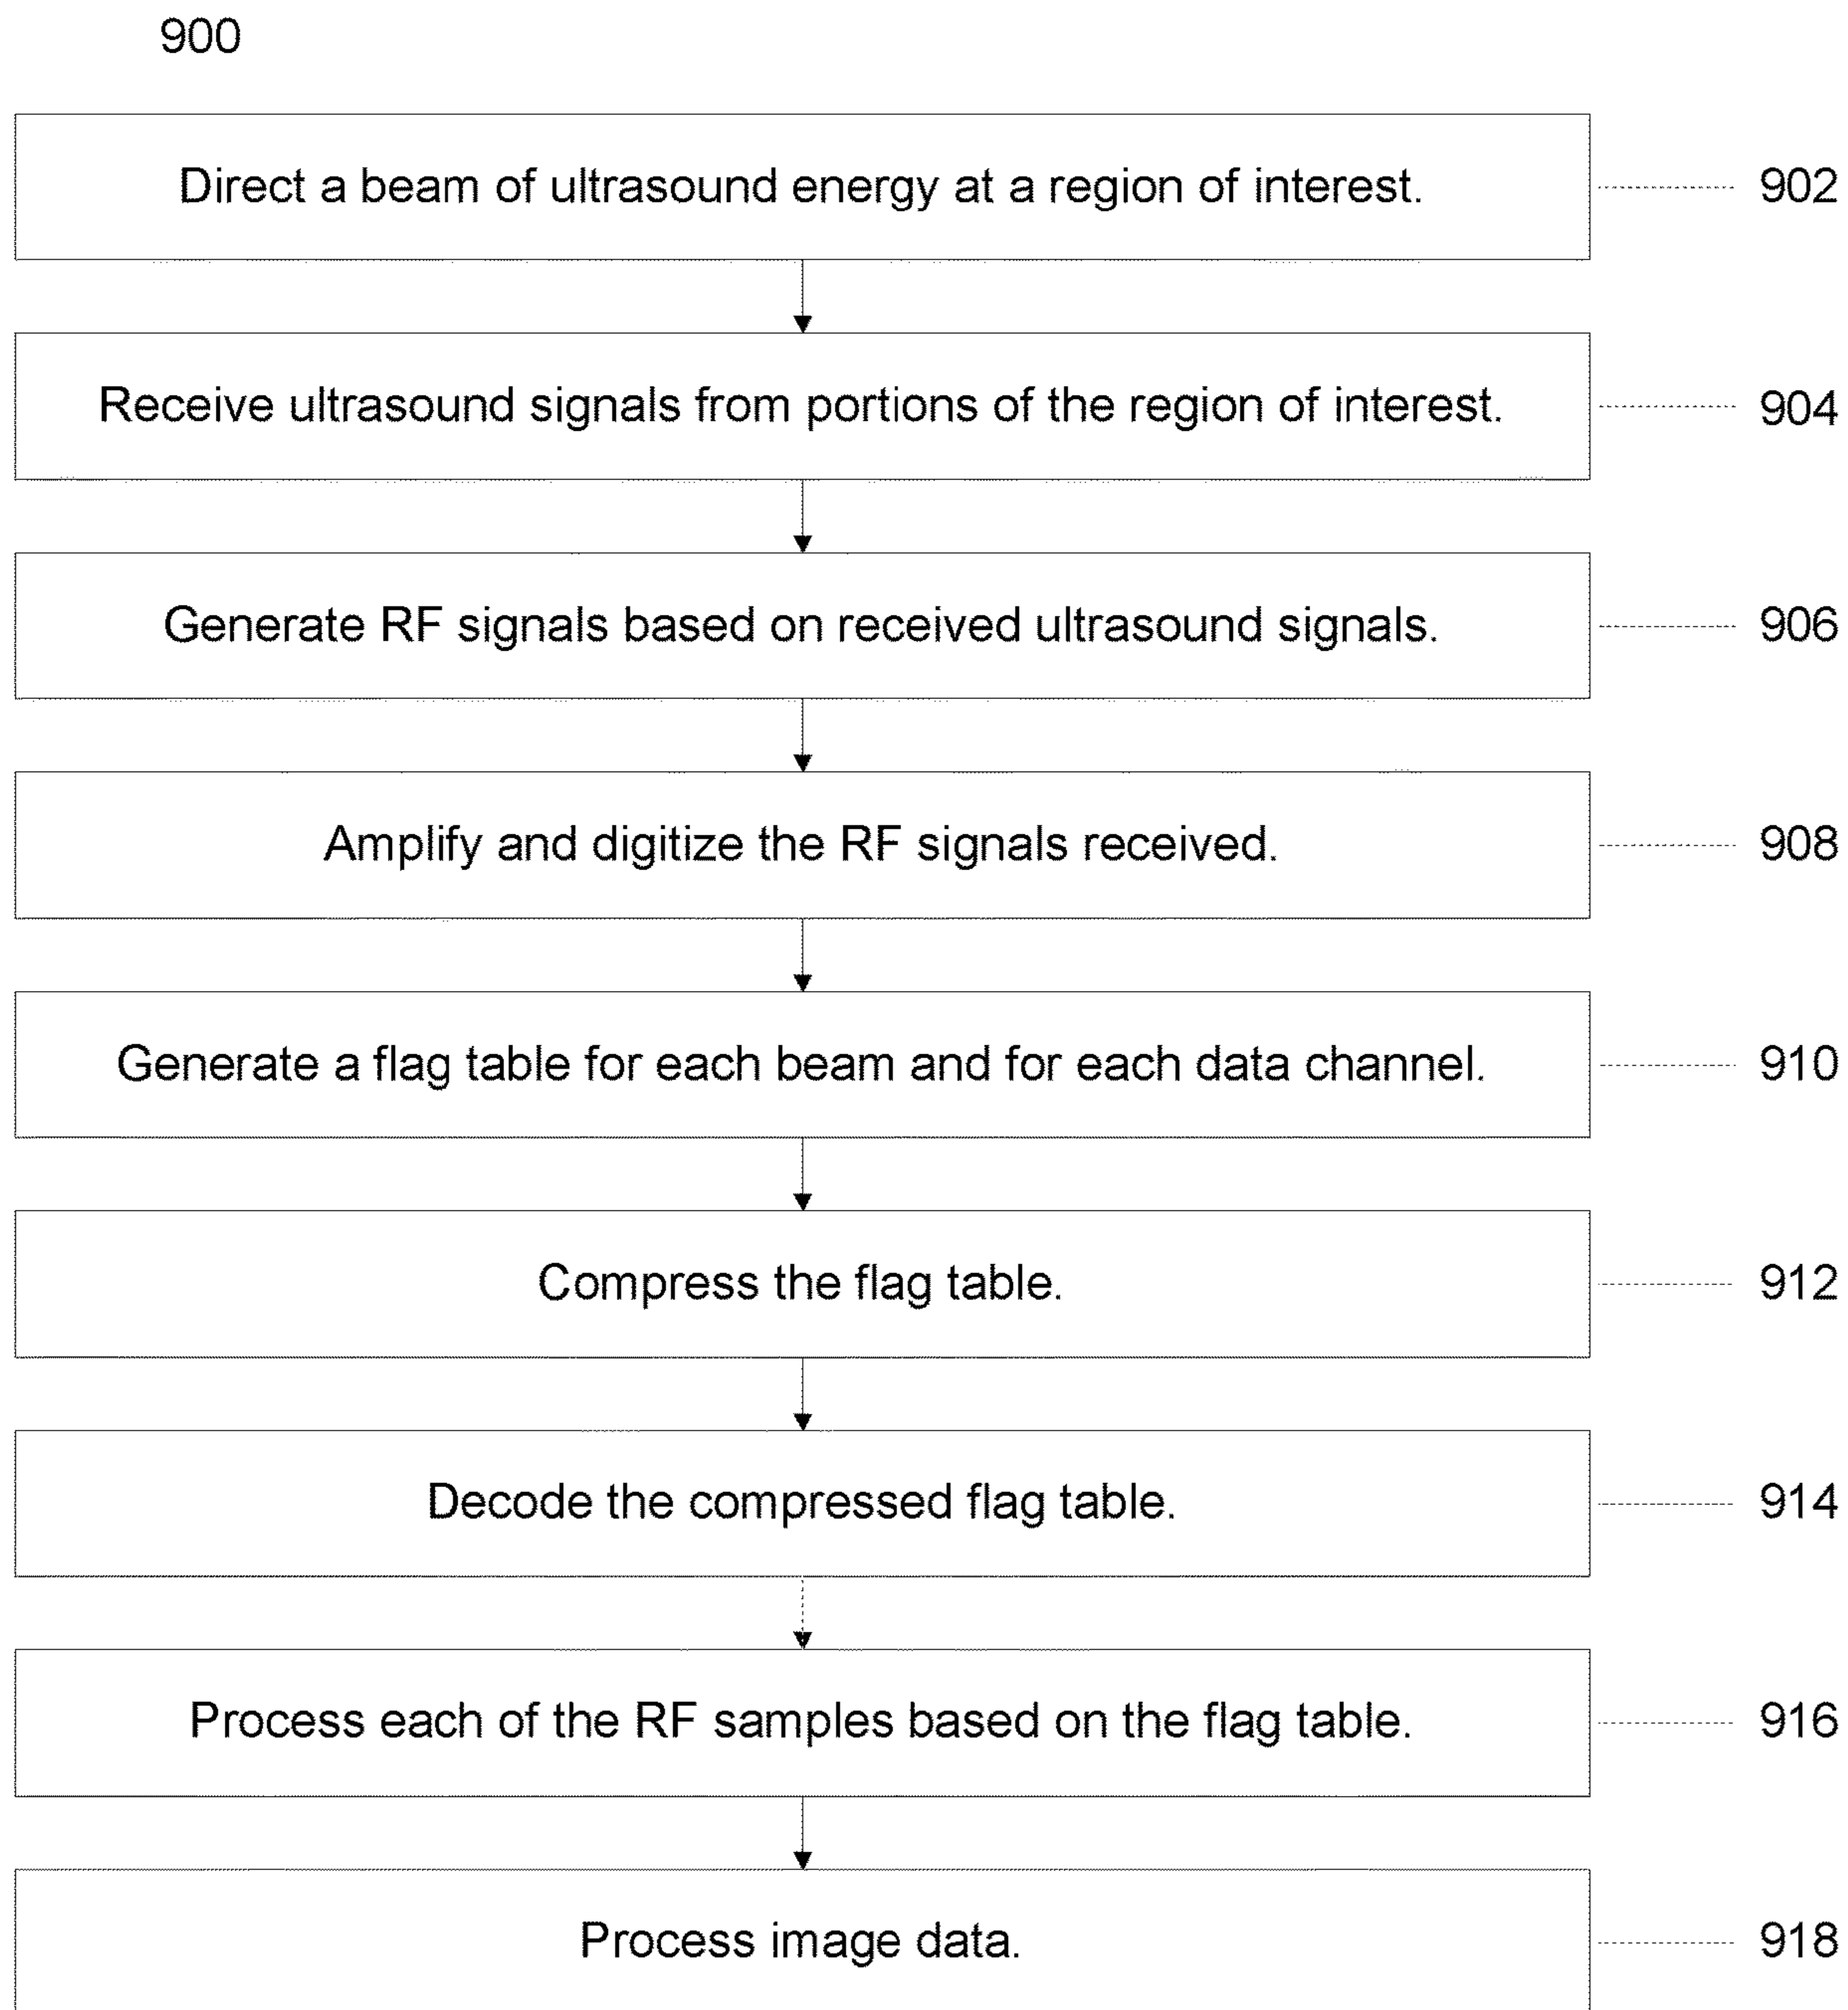 900
Direct a beam of ultrasound energy at a region of interest. 902
Receive ultrasound signals from portions of the region of interest. 904
Generate RF signals based on received ultrasound signals. 906
Amplify and digitize the RF signals received. 908
Generate a flag table for each beam and for each data channel. 910
Compress the flag table. 912
Decode the compressed flag table. 914
Process each of the RF samples based on the flag table. 916
Process image data. 918